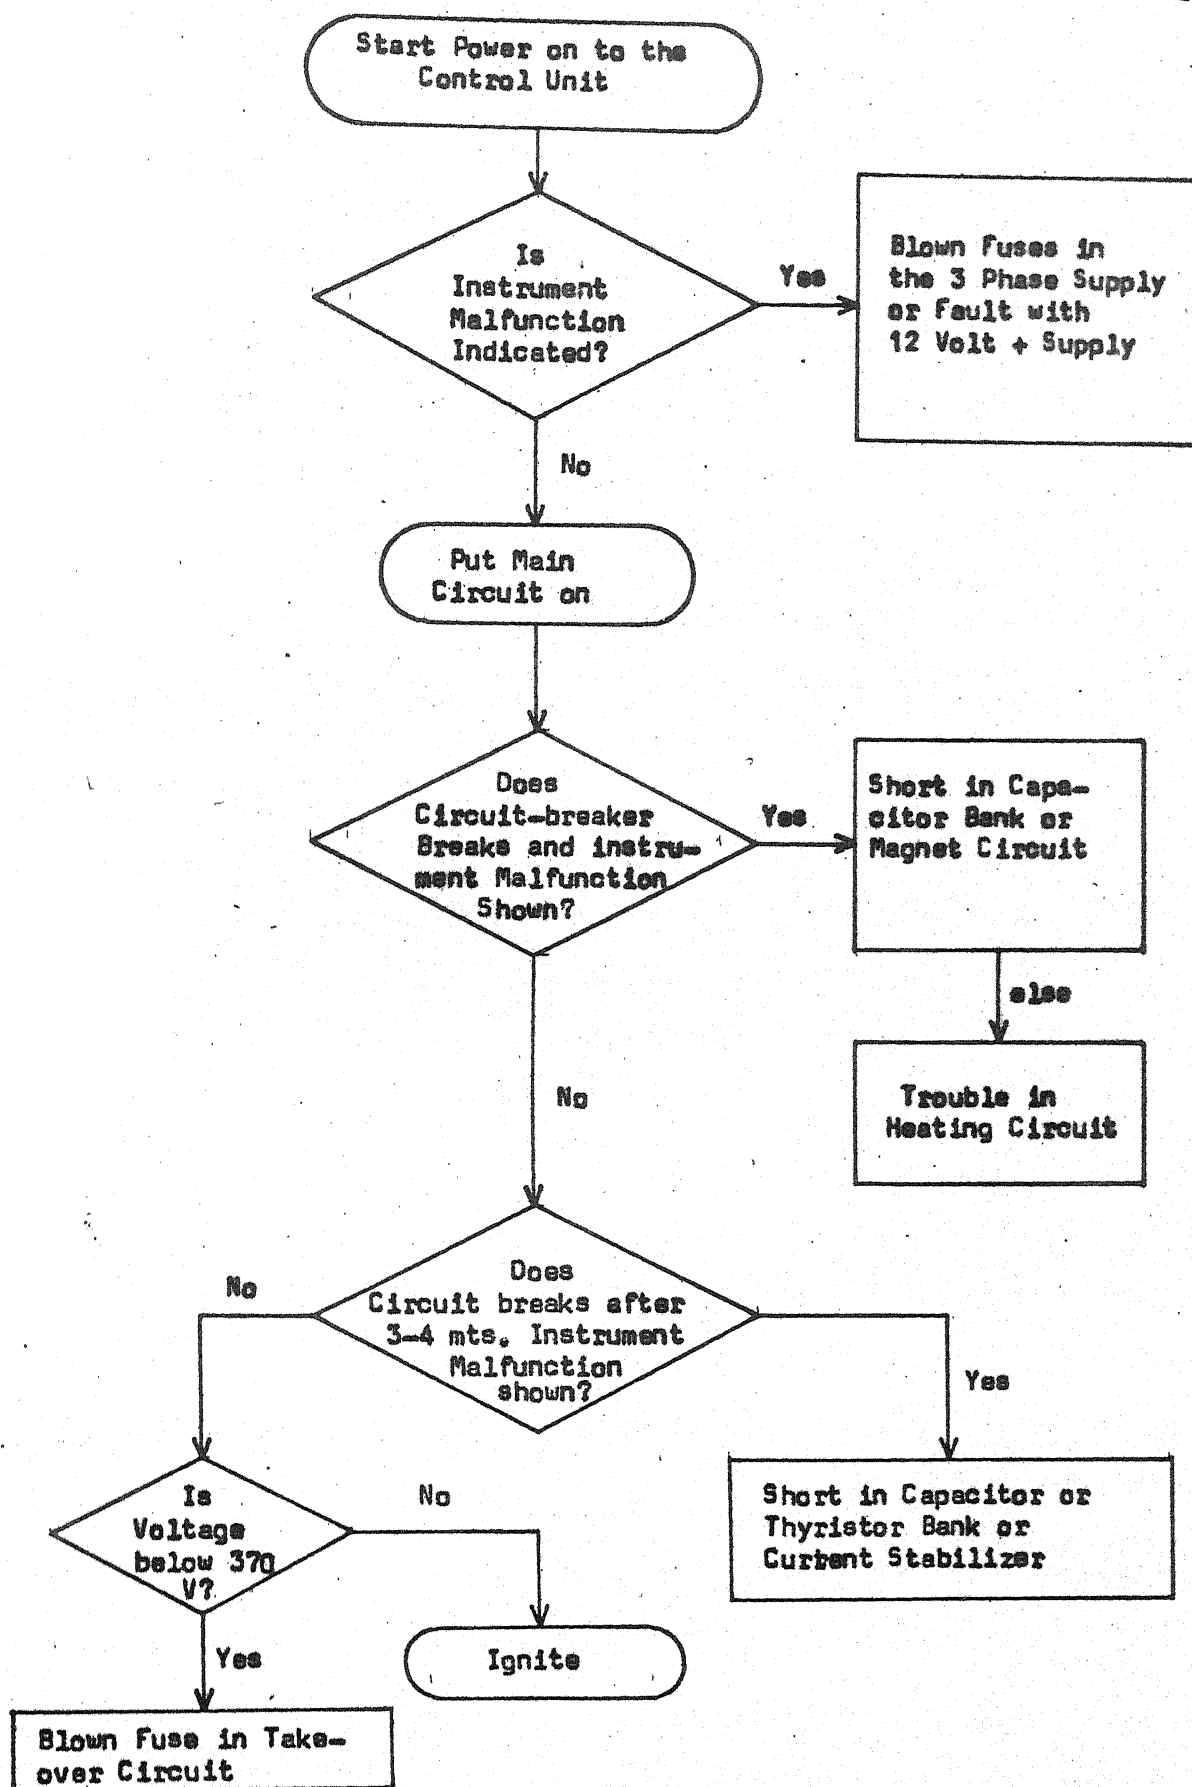 Start Power on to the
Control Unit
Is
Instrument
Malfunction
Indicated?
Yes
Blown Fuses in
the 3 Phase Supply
or Fault with
12 Volt + Supply
No
Put Main
Circuit on
Does
Circuit-breaker
Breaks and instru-
ment Malfunction
Shown?
Yes
Short in Capa-
citor Bank or
Magnet Circuit
else
Trouble in
Heating Circuit
No
Does
Circuit breaks after
3-4 mts. Instrument
Malfunction
shown?
No
Yes
Is
Voltage
below 370
V?
No
Short in Capacitor or
Thyristor Bank or
Current Stabilizer
Yes
Ignite
Blown Fuse in Take-
over Circuit